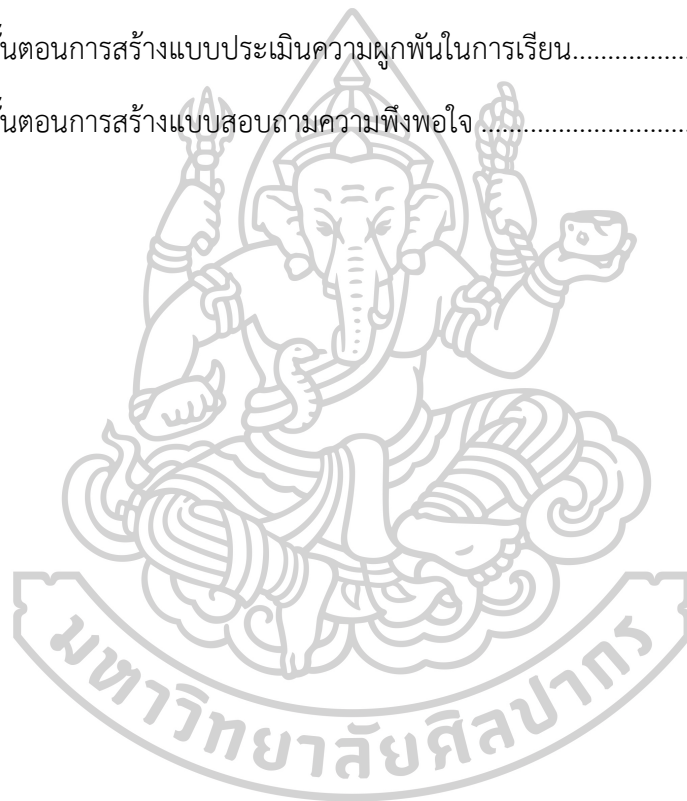 ั้นตอนการสร้างแบบประเมินความผูกพันในการเรียน................
ั้นตอนการสร้างแบบสอบถามความพึงพอใจ .............................
มหาวิทยาลัยศิลปากร